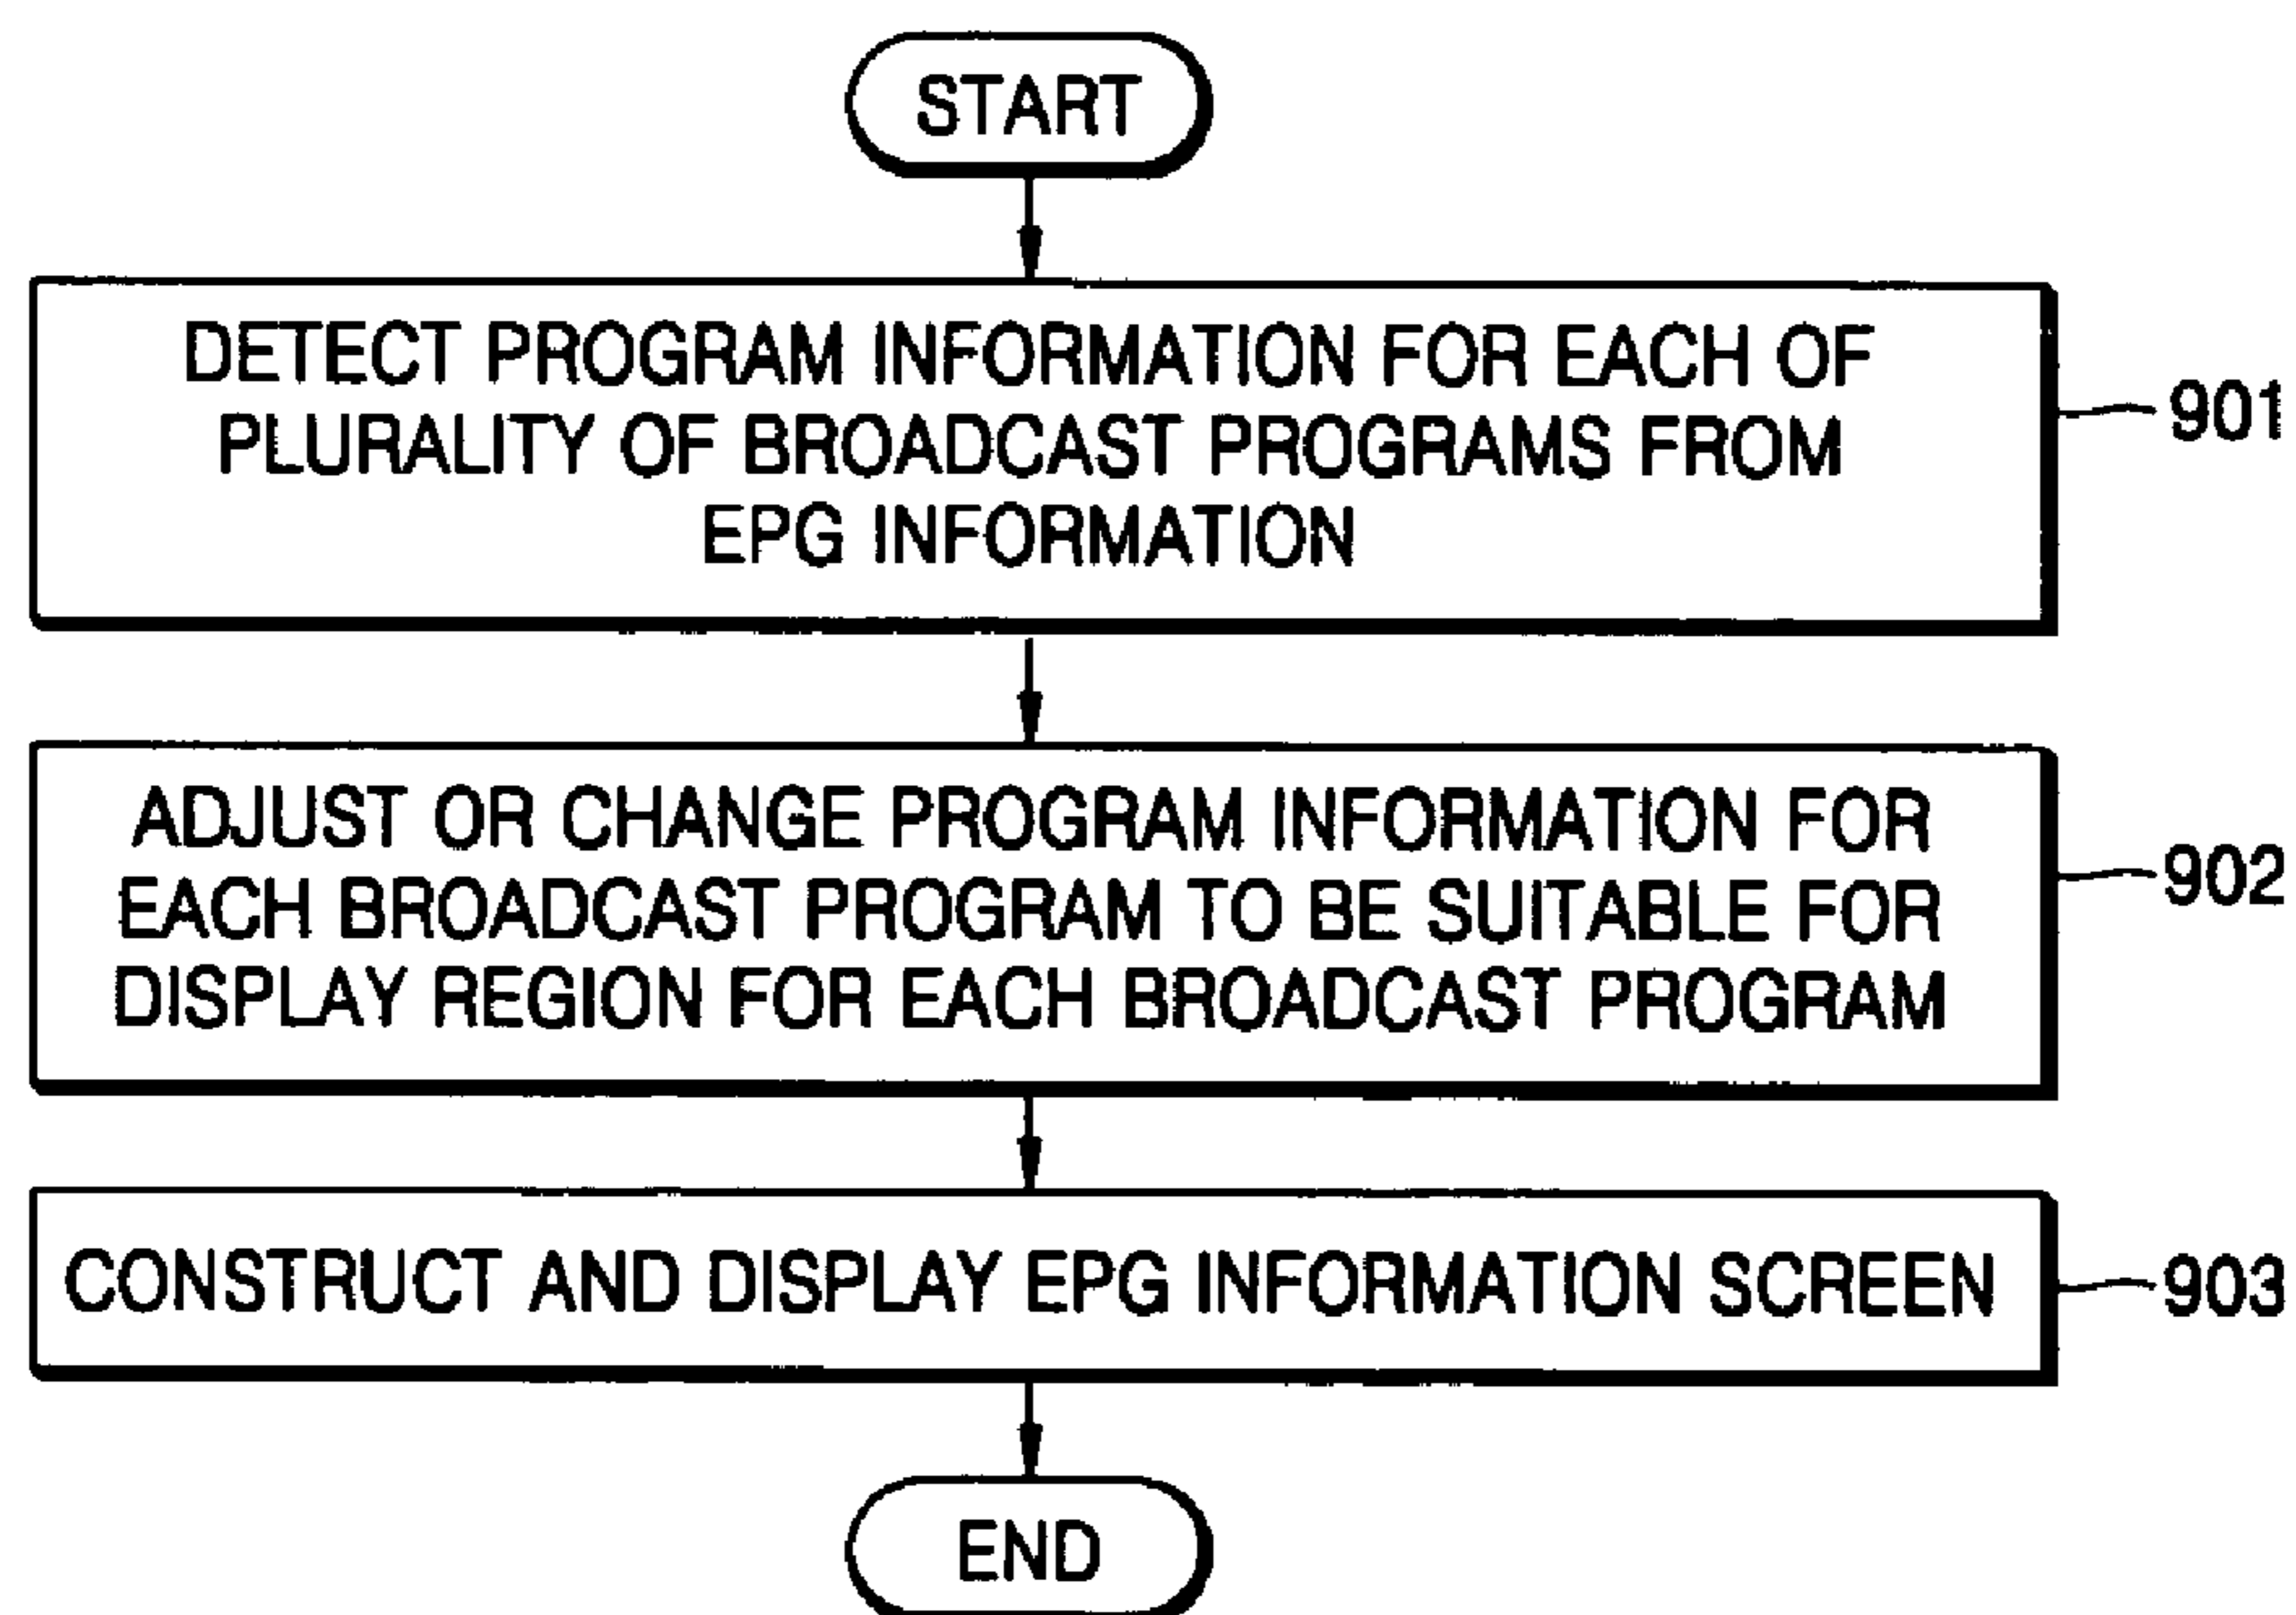 START
DETECT PROGRAM INFORMATION FOR EACH OF
PLURALITY OF BROADCAST PROGRAMS FROM
EPG INFORMATION
901
ADJUST OR CHANGE PROGRAM INFORMATION FOR
EACH BROADCAST PROGRAM TO BE SUITABLE FOR
DISPLAY REGION FOR EACH BROADCAST PROGRAM
902
CONSTRUCT AND DISPLAY EPG INFORMATION SCREEN
903
END